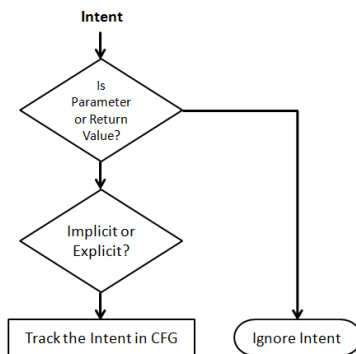 Intent
Is
Parameter
or Return
Value?
Implicit or
Explicit?
Track the Intent in CFG
Ignore Intent